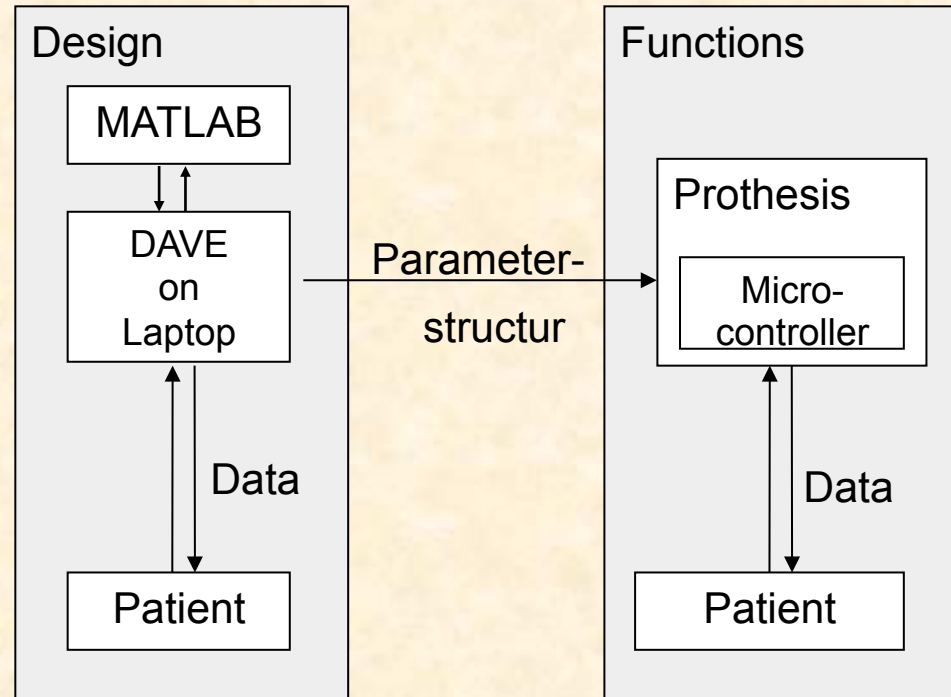 Design
MATLAB
DAVE
on
Laptop
Data
Patient
Parameter-
structur
Functions
Prothesis
Micro-
controller
Data
Patient